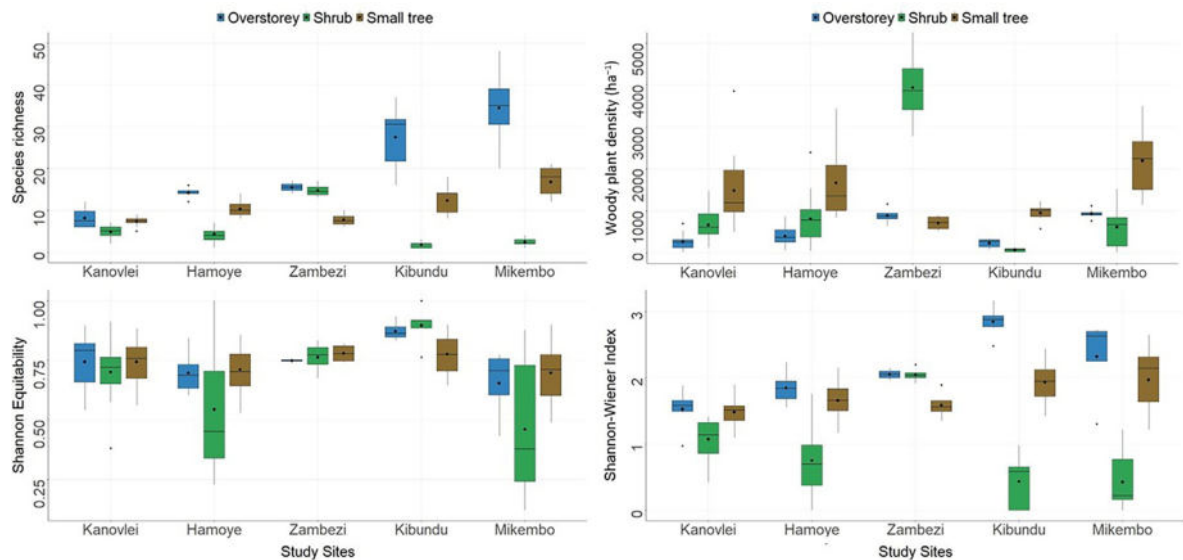 Overstorey Shrub Small tree
Species richness
50
40
30
20
10
0
Kanovlei Hamoye Zambezi Kibundu Mikembo
Overstorey Shrub Small tree
Woody plant density (ha⁻¹)
5000
4000
3000
2000
1000
0
Kanovlei Hamoye Zambezi Kibundu Mikembo
Shannon Equitability
1.00
0.75
0.50
0.25
Kanovlei Hamoye Zambezi Kibundu Mikembo
Study Sites
Shannon-Wiener Index
3
2
1
0
Kanovlei Hamoye Zambezi Kibundu Mikembo
Study Sites